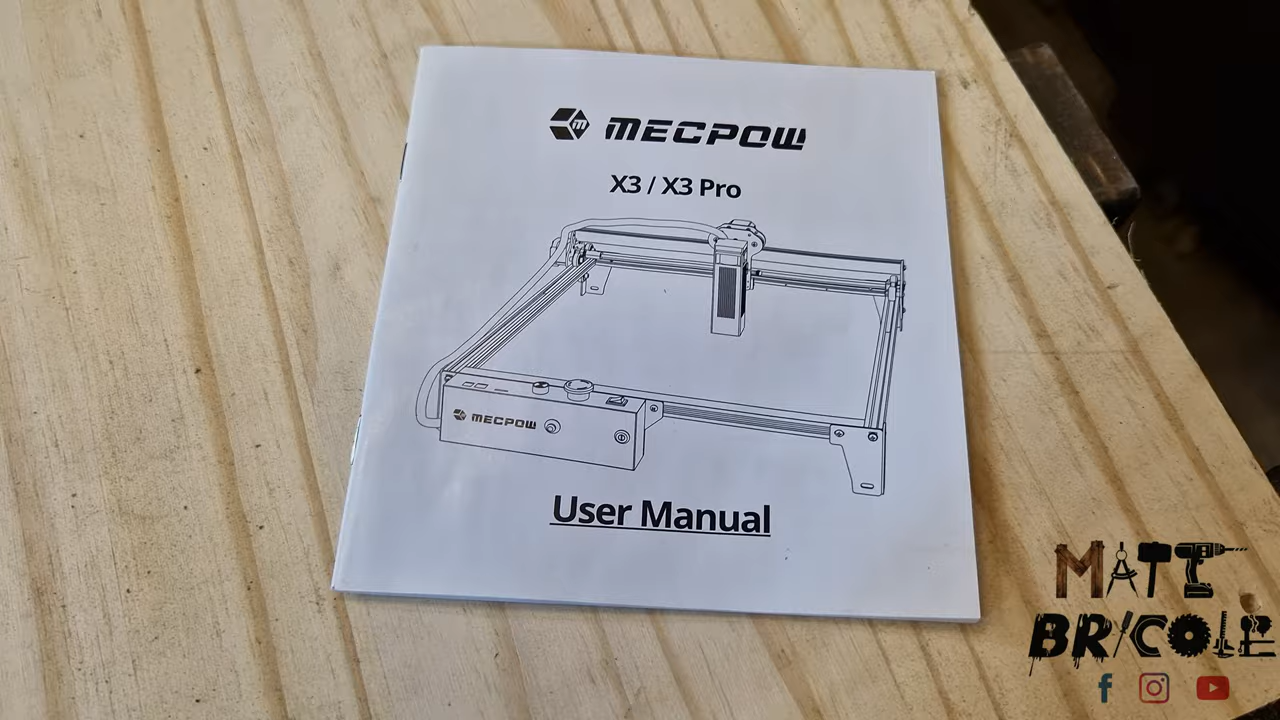 MECPOW
X3 / X3 Pro
MECPOW
User Manual
MATT
BRICOLE